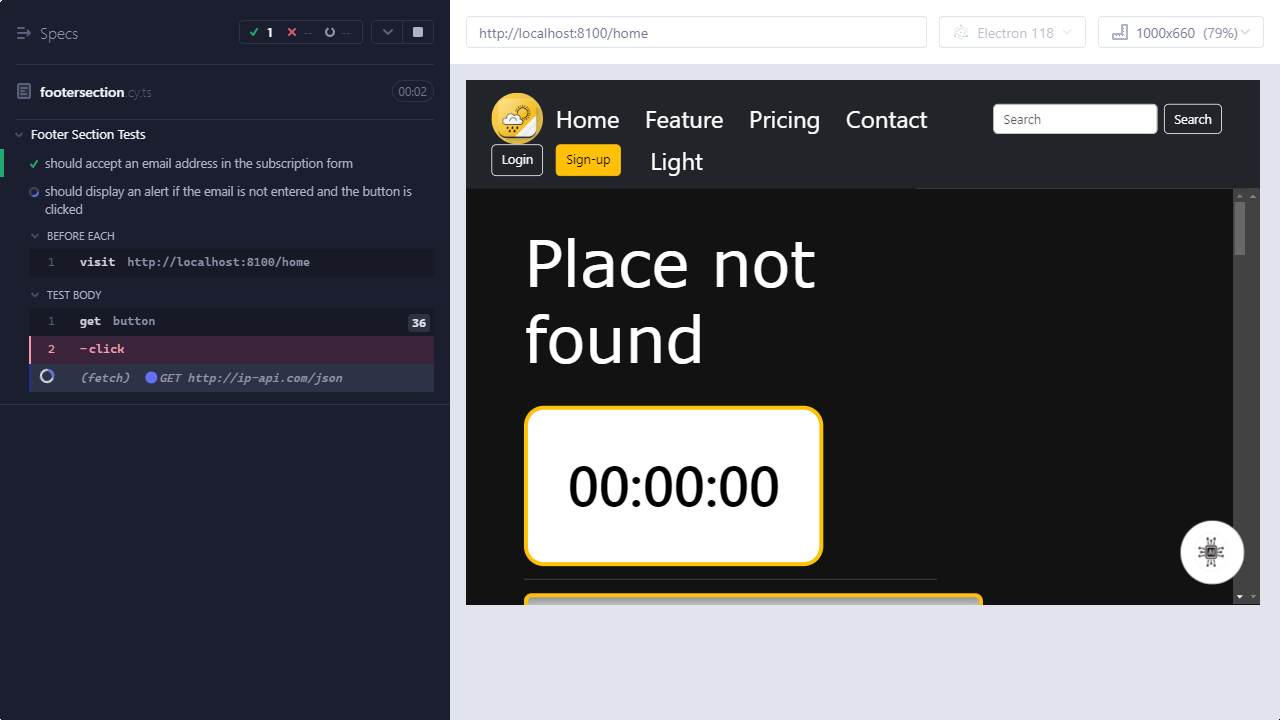 Specs
1
--
--
http://localhost:8100/home
Electron 118
1000x660 (79%)
footersection.cy.ts
00:02
Footer Section Tests
should accept an email address in the subscription form
should display an alert if the email is not entered and the button is
clicked
BEFORE EACH
1 visit http://localhost:8100/home
TEST BODY
1 get button 36
2 -click
(fetch) GET http://ip-api.com/json
Home Feature Pricing Contact
Search
Search
Login
Sign-up
Light
Place not
found
00:00:00
AI